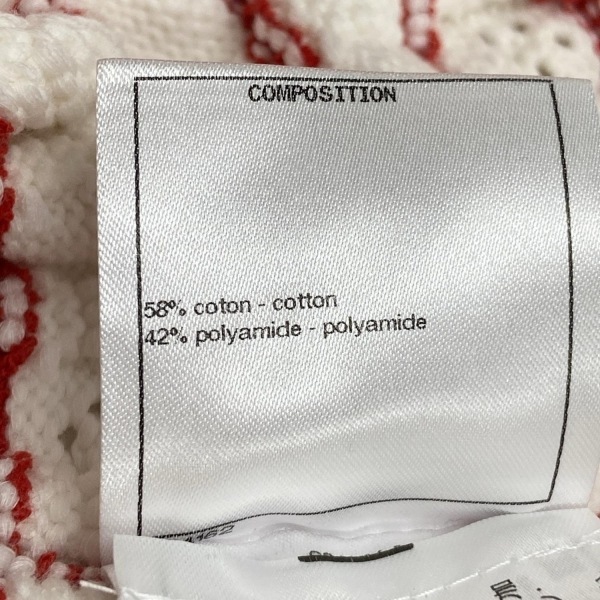 COMPOSITION
58% coton - cotton
42% polyamide - polyamide